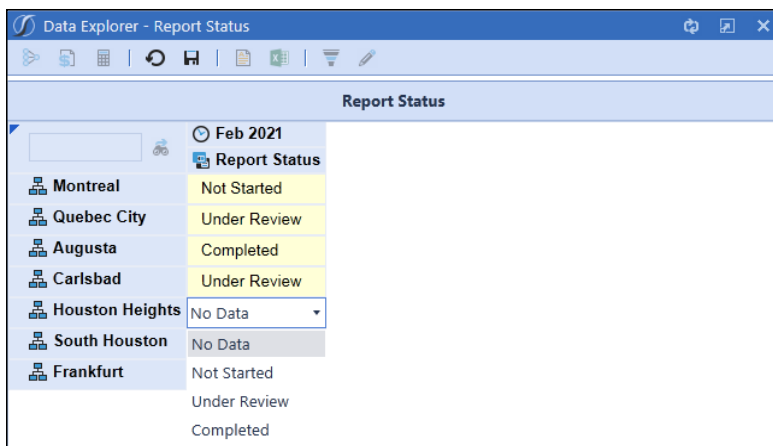 Data Explorer - Report Status
Report Status
Feb 2021
Report Status
Montreal Not Started
Quebec City Under Review
Augusta Completed
Carlsbad Under Review
Houston Heights No Data
South Houston No Data
Frankfurt Not Started
Under Review
Completed